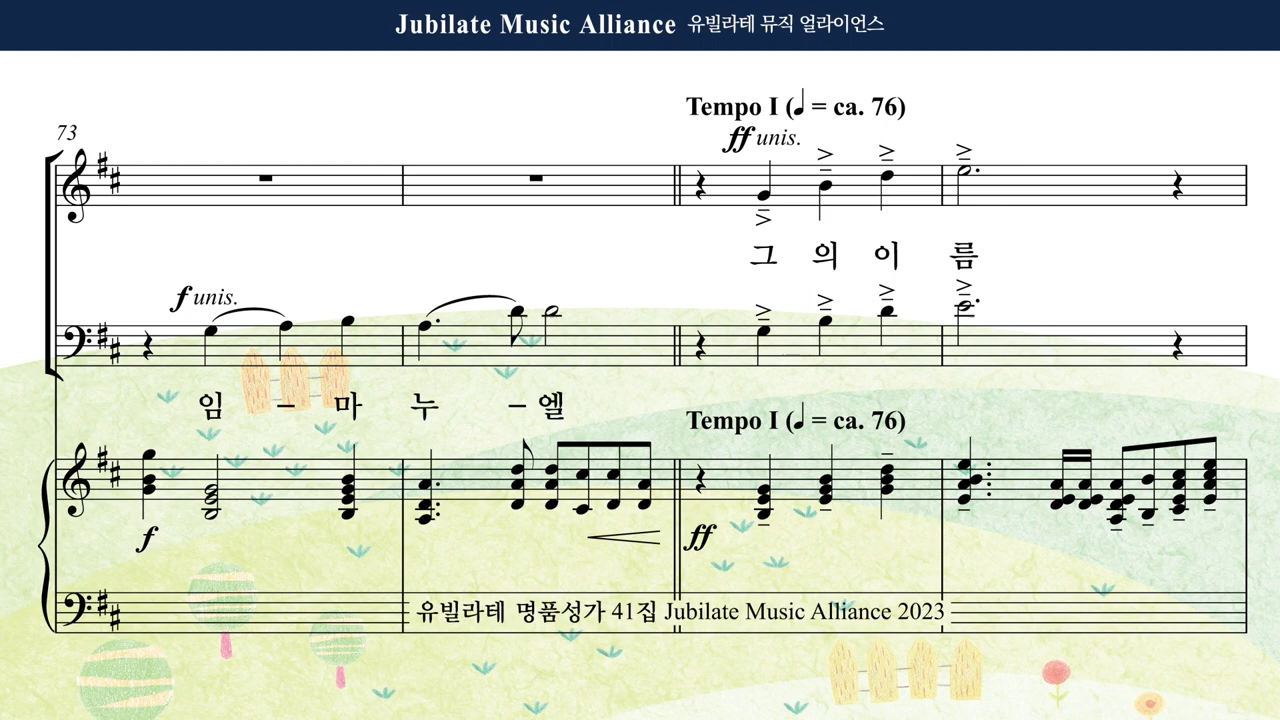 Jubilate Music Alliance 유빌라테 뮤직 얼라이언스
Tempo I (♩ = ca. 76)
73
ff unis.
그 의 이 름
f unis.
임 – 마 누 – 엘
Tempo I (♩ = ca. 76)
f
ff
유빌라테 명품성가 41집 Jubilate Music Alliance 2023